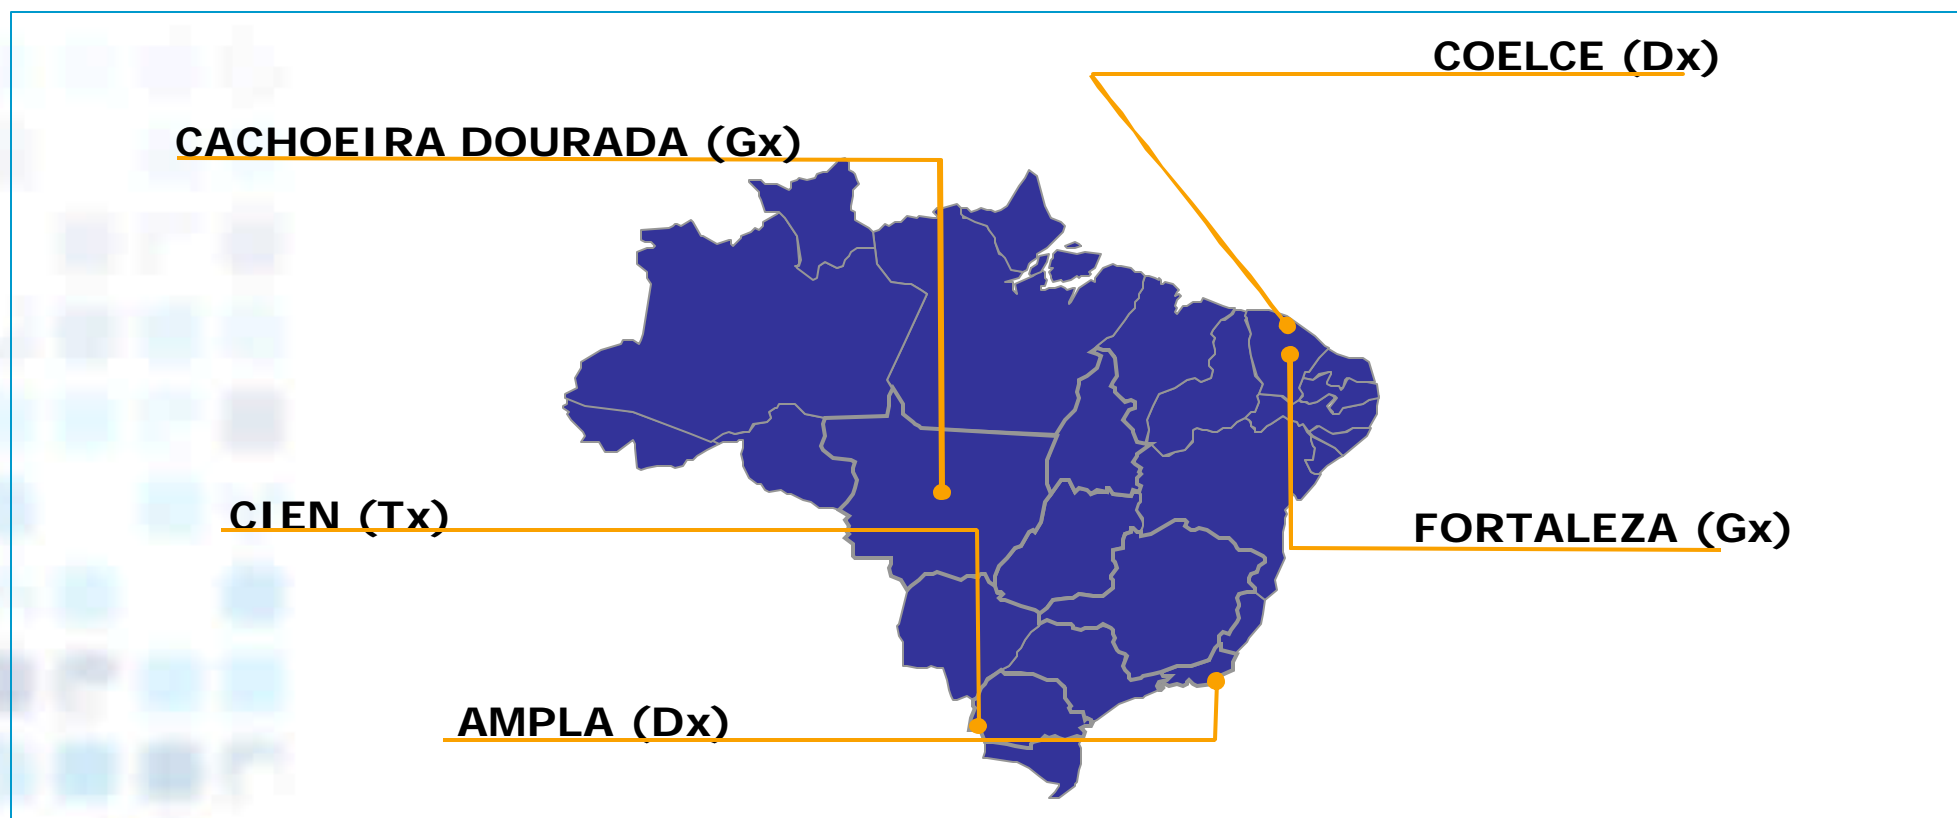 COELCE (Dx)
CACHOEIRA DOURADA (Gx)
CIEN (Tx)
FORTALEZA (Gx)
AMPLA (Dx)